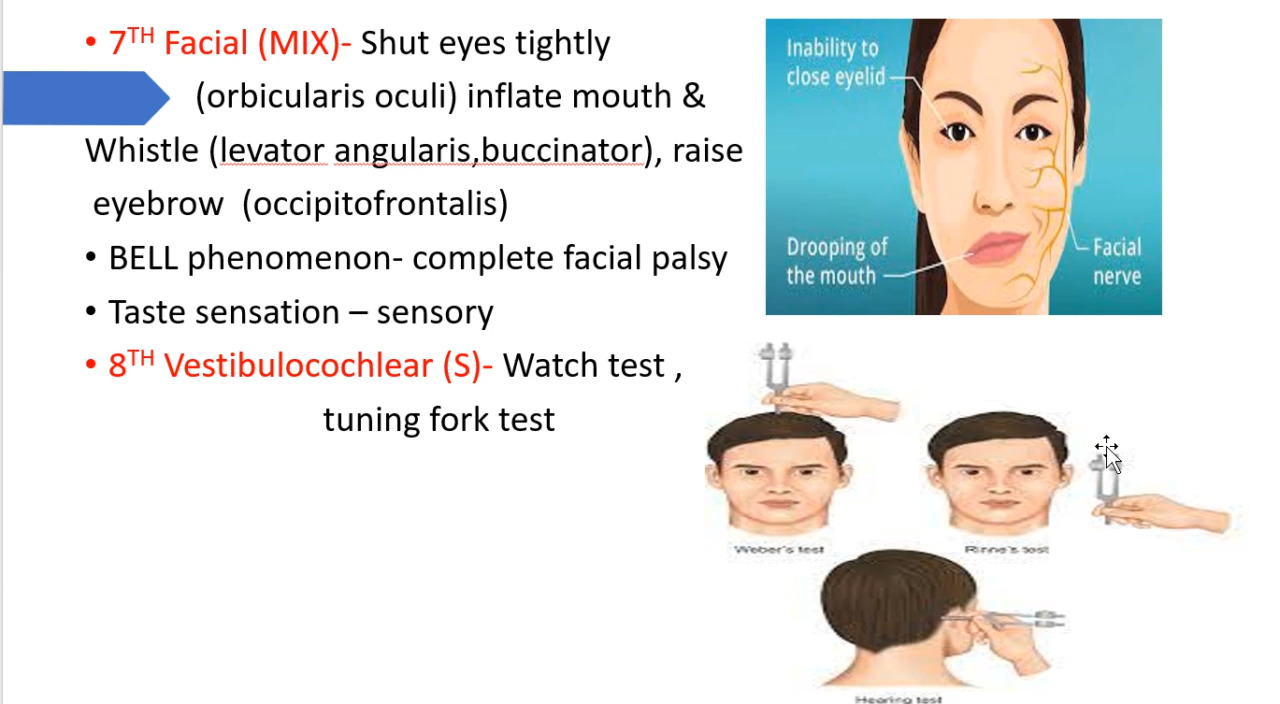 • 7TH Facial (MIX)- Shut eyes tightly
(orbicularis oculi) inflate mouth &
Whistle (levator angularis,buccinator), raise
eyebrow (occipitofrontalis)
• BELL phenomenon- complete facial palsy
• Taste sensation – sensory
• 8TH Vestibulocochlear (S)- Watch test ,
tuning fork test
Inability to
close eyelid
Drooping of
the mouth
Facial
nerve
Weber's test
Rinne's test
Hearing test